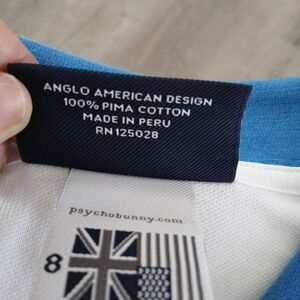 ANGLO AMERICAN DESIGN
100% PIMA COTTON
MADE IN PERU
RN125028
psychobunny.com
8